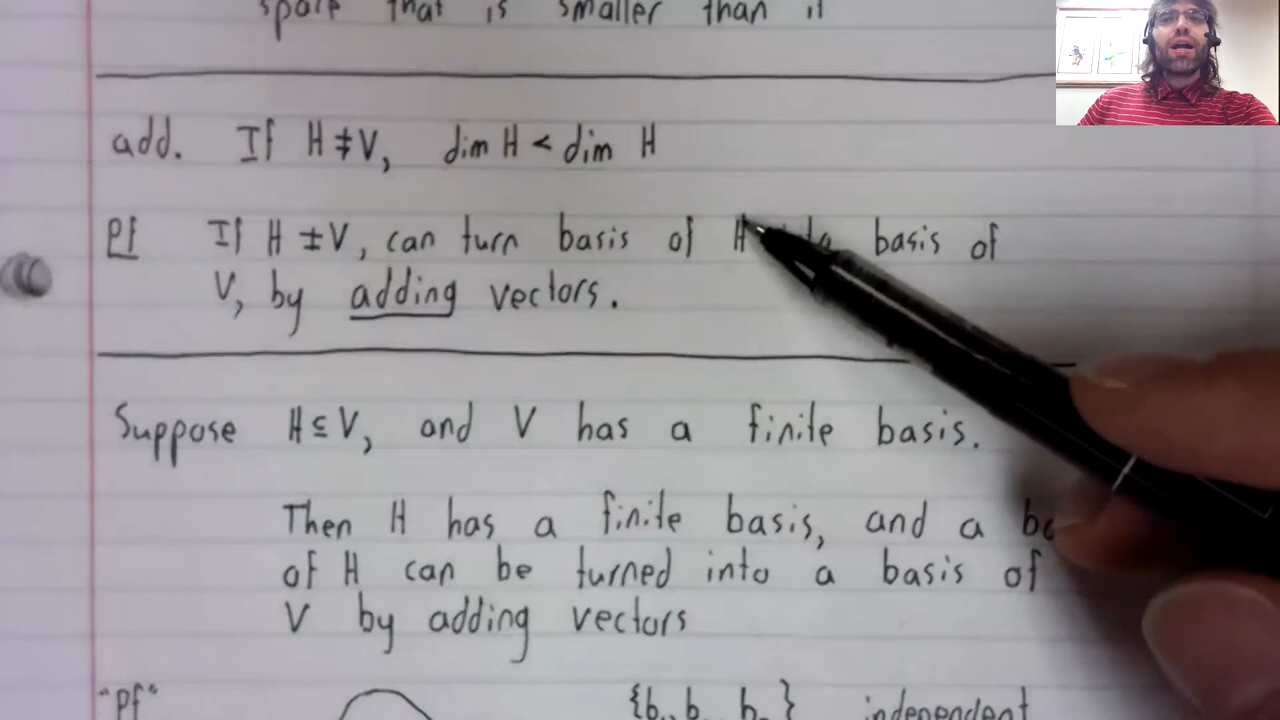 space that is smaller than it
add. If H ≠ V, dim H < dim H
Pf If H ≠ V, can turn basis of H into basis of
V, by adding vectors.
Suppose H ⊆ V, and V has a finite basis.
Then H has a finite basis, and a
of H can be turned into a basis of
V by adding vectors
"Pf" {b, b b } independent